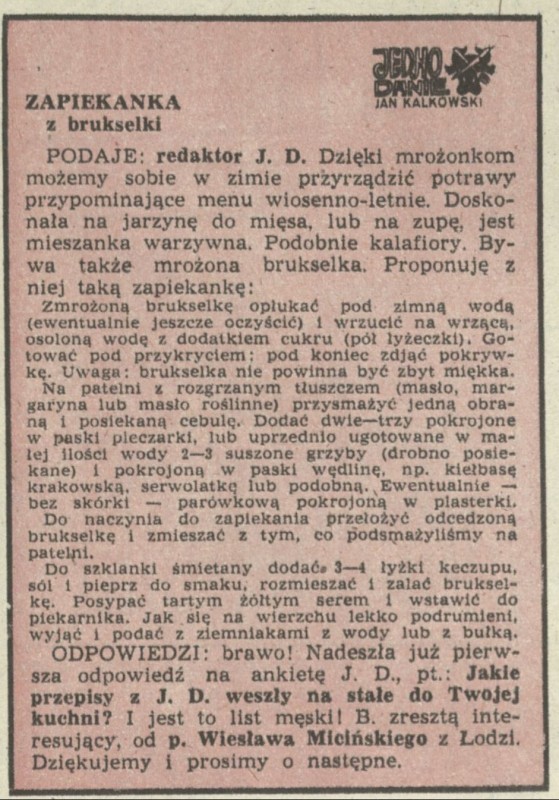 JEDNO
DANIE
JAN KALKOWSKI
ZAPIEKANKA
z brukselki
PODAJE: redaktor J. D. Dzięki mrożonkom
możemy sobie w zimie przyrządzić potrawy
przypominające menu wiosenno-letnie. Dosko-
nała na jarzynę do mięsa, lub na zupę, jest
mieszanka warzywna. Podobnie kalafiory. By-
wa także mrożona brukselka. Proponuję z
niej taką zapiekankę:
Zmrożoną brukselkę opłukać pod zimną wodą
(ewentualnie jeszcze oczyścić) i wrzucić na wrzącą,
osoloną wodę z dodatkiem cukru (pół łyżeczki). Go-
tować pod przykryciem: pod koniec zdjąć pokryw-
kę. Uwaga: brukselka nie powinna być zbyt miękka.
Na patelni z rozgrzanym tłuszczem (masło, mar-
garyna lub masło roślinne) przysmażyć jedną obra-
ną i posiekaną cebulę. Dodać dwie—trzy pokrojone
w paski pieczarki, lub uprzednio ugotowane w ma-
łej ilości wody 2—3 suszone grzyby (drobno posie-
kane) i pokrojoną w paski wędlinę, np. kiełbasę
krakowską, serwolatkę lub podobną. Ewentualnie —
bez skórki — parówkową pokrojoną w plasterki.
Do naczynia do zapiekania przełożyć odcedzoną
brukselkę i zmieszać z tym, co podsmażyliśmy na
patelni.
Do szklanki śmietany dodać 3—4 łyżki keczupu,
sól i pieprz do smaku, rozmieszać i zalać bruksel-
kę. Posypać tartym żółtym serem i wstawić do
piekarnika. Jak się na wierzchu lekko podrumieni,
wyjąć i podać z ziemniakami z wody lub z bułką.
ODPOWIEDZI: brawo! Nadeszła już pierw-
sza odpowiedź na ankietę J. D., pt.: Jakie
przepisy z J. D. weszły na stałe do Twojej
kuchni? I jest to list męski! B. zresztą inte-
resujący, od p. Wiesława Micińskiego z Łodzi.
Dziękujemy i prosimy o następne.